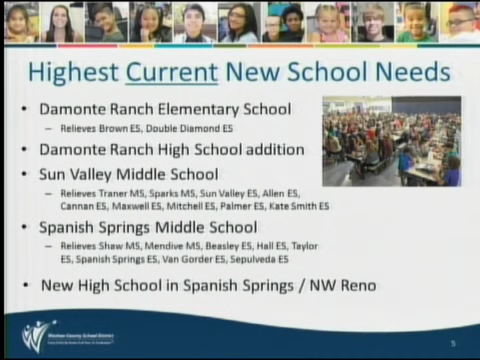 Highest Current New School Needs
• Damonte Ranch Elementary School
– Relieves Brown ES, Double Diamond ES
• Damonte Ranch High School addition
• Sun Valley Middle School
– Relieves Traner MS, Sparks MS, Sun Valley ES, Allen ES,
Cannan ES, Maxwell ES, Mitchell ES, Palmer ES, Kate Smith ES
• Spanish Springs Middle School
– Relieves Shaw MS, Mendive MS, Beasley ES, Hall ES, Taylor
ES, Spanish Springs ES, Van Gorder ES, Sepulveda ES
• New High School in Spanish Springs / NW Reno
Washoe County School District
5